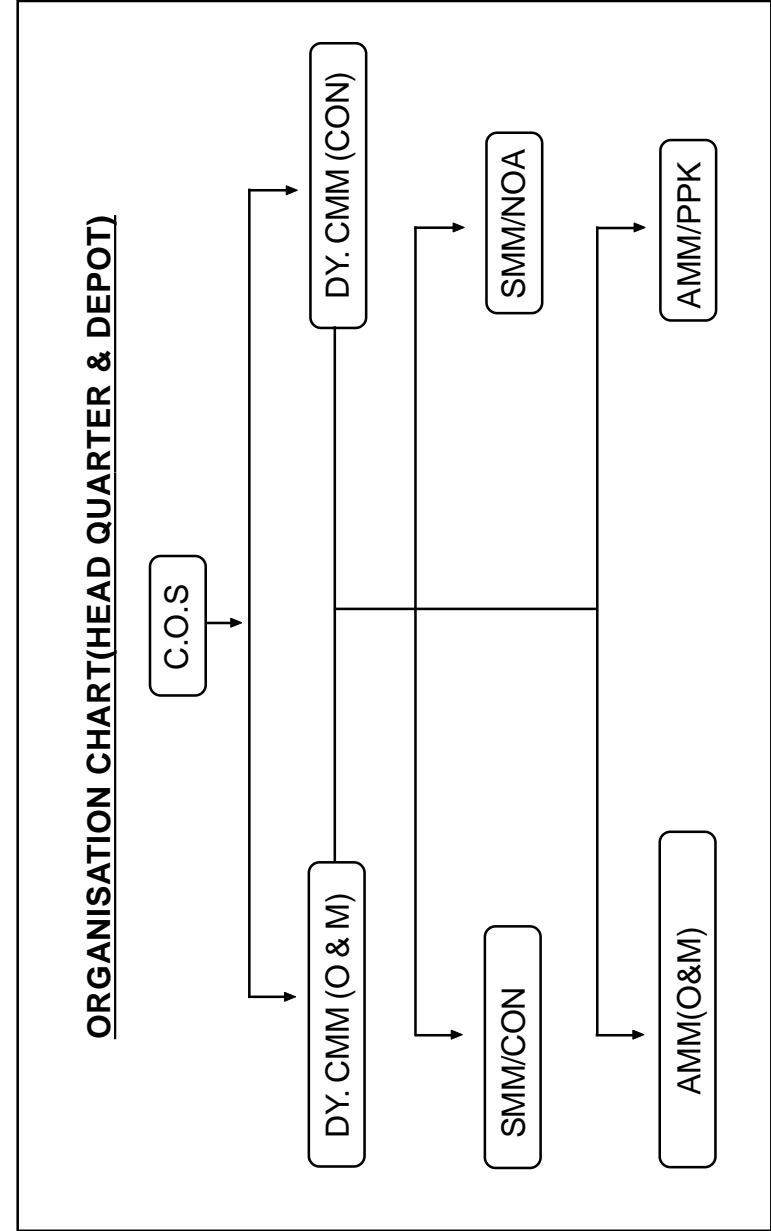 ORGANISATION CHART(HEAD QUARTER & DEPOT)
C.O.S
DY. CMM (O & M)
DY. CMM (CON)
SMM/CON
SMM/NOA
AMM(O&M)
AMM/PPK